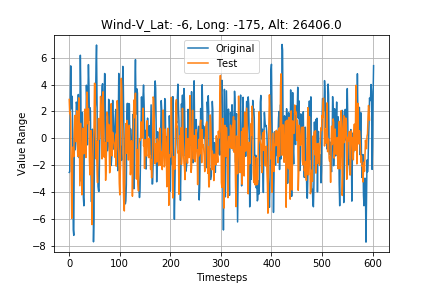 Wind-V_Lat: -6, Long: -175, Alt: 26406.0
Original
Test
Value Range
6
4
2
0
−2
−4
−6
−8
0 100 200 300 400 500 600
Timesteps